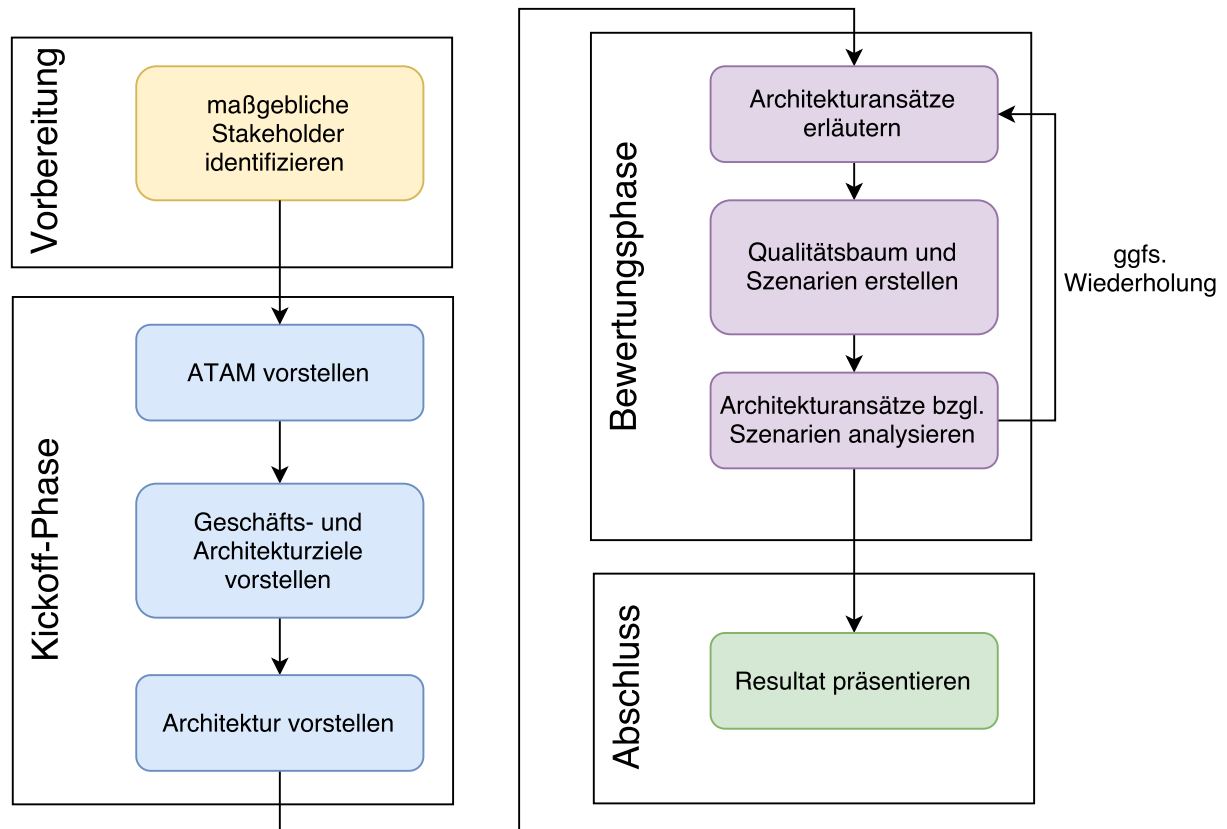 Vorbereitung
maßgebliche
Stakeholder
identifizieren
Kickoff-Phase
ATAM vorstellen
Geschäfts- und
Architekturziele
vorstellen
Architektur vorstellen
Bewertungsphase
Architekturansätze
erläutern
Qualitätsbaum und
Szenarien erstellen
Architekturansätze bzgl.
Szenarien analysieren
ggfs.
Wiederholung
Abschluss
Resultat präsentieren